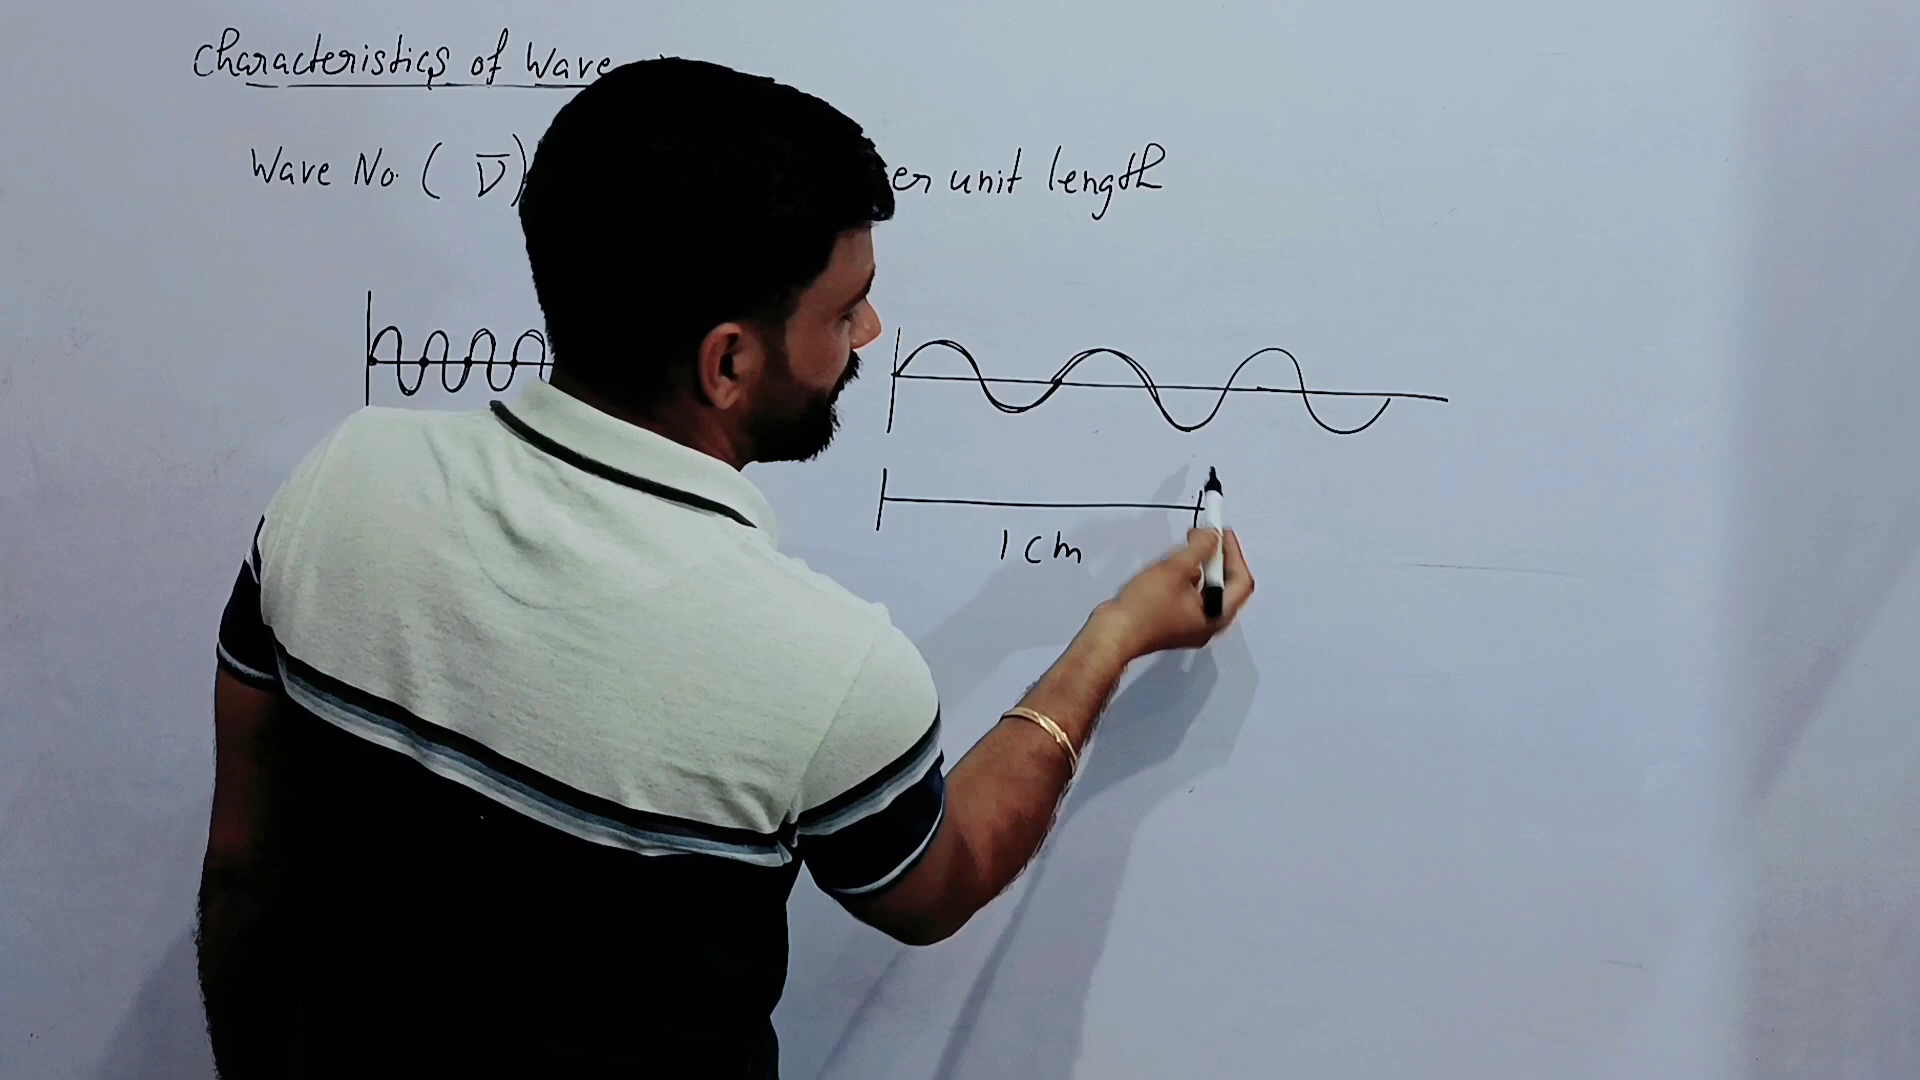 Characteristics of Wave
Wave No. ( ν̅ ) er unit length
1 cm